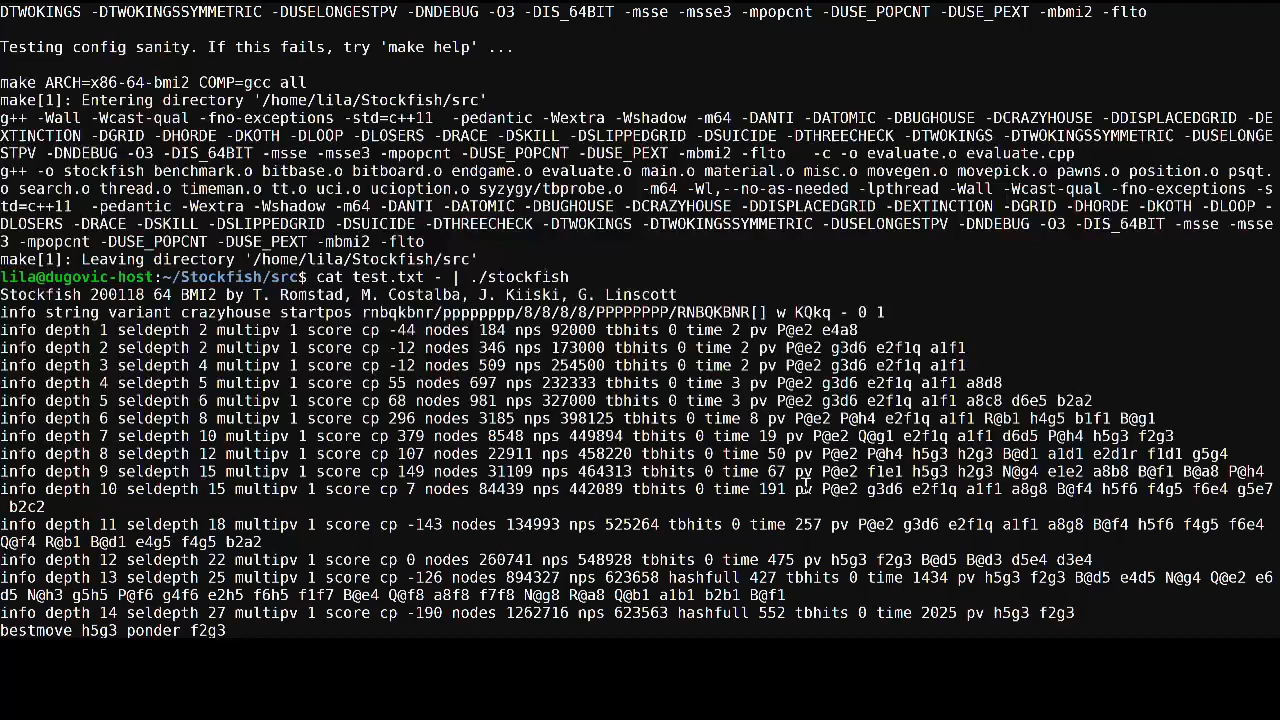 DTWOKINGS -DTWOKINGSSYMMETRIC -DUSELONGESTPV -DNDEBUG -O3 -DIS_64BIT -msse -msse3 -mpopcnt -DUSE_POPCNT -DUSE_PEXT -mbmi2 -flto
Testing config sanity. If this fails, try 'make help' ...
make ARCH=x86-64-bmi2 COMP=gcc all
make[1]: Entering directory '/home/lila/Stockfish/src'
g++ -Wall -Wcast-qual -fno-exceptions -std=c++11  -pedantic -Wextra -Wshadow -m64 -DANTI -DATOMIC -DBUGHOUSE -DCRAZYHOUSE -DDISPLACEDGRID -DE
XTINCTION -DGRID -DHORDE -DKOTH -DLOOP -DLOSERS -DRACE -DSKILL -DSLIPPEDGRID -DSUICIDE -DTHREECHECK -DTWOKINGS -DTWOKINGSSYMMETRIC -DUSELONGE
STPV -DNDEBUG -O3 -DIS_64BIT -msse -msse3 -mpopcnt -DUSE_POPCNT -DUSE_PEXT -mbmi2 -flto   -c -o evaluate.o evaluate.cpp
g++ -o stockfish benchmark.o bitbase.o bitboard.o endgame.o evaluate.o main.o material.o misc.o movegen.o movepick.o pawns.o position.o psqt.
o search.o thread.o timeman.o tt.o uci.o ucioption.o syzygy/tbprobe.o  -m64 -Wl,--no-as-needed -lpthread -Wall -Wcast-qual -fno-exceptions -s
td=c++11  -pedantic -Wextra -Wshadow -m64 -DANTI -DATOMIC -DBUGHOUSE -DCRAZYHOUSE -DDISPLACEDGRID -DEXTINCTION -DGRID -DHORDE -DKOTH -DLOOP -
DLOSERS -DRACE -DSKILL -DSLIPPEDGRID -DSUICIDE -DTHREECHECK -DTWOKINGS -DTWOKINGSSYMMETRIC -DUSELONGESTPV -DNDEBUG -O3 -DIS_64BIT -msse -msse
3 -mpopcnt -DUSE_POPCNT -DUSE_PEXT -mbmi2 -flto
make[1]: Leaving directory '/home/lila/Stockfish/src'
lila@dugovic-host:~/Stockfish/src$ cat test.txt - | ./stockfish
Stockfish 200118 64 BMI2 by T. Romstad, M. Costalba, J. Kiiski, G. Linscott
info string variant crazyhouse startpos rnbqkbnr/pppppppp/8/8/8/8/PPPPPPPP/RNBQKBNR[] w KQkq - 0 1
info depth 1 seldepth 2 multipv 1 score cp -44 nodes 184 nps 92000 tbhits 0 time 2 pv P@e2 e4a8
info depth 2 seldepth 2 multipv 1 score cp -12 nodes 346 nps 173000 tbhits 0 time 2 pv P@e2 g3d6 e2f1q a1f1
info depth 3 seldepth 4 multipv 1 score cp -12 nodes 509 nps 254500 tbhits 0 time 2 pv P@e2 g3d6 e2f1q a1f1
info depth 4 seldepth 5 multipv 1 score cp 55 nodes 697 nps 232333 tbhits 0 time 3 pv P@e2 g3d6 e2f1q a1f1 a8d8
info depth 5 seldepth 6 multipv 1 score cp 68 nodes 981 nps 327000 tbhits 0 time 3 pv P@e2 g3d6 e2f1q a1f1 a8c8 d6e5 b2a2
info depth 6 seldepth 8 multipv 1 score cp 296 nodes 3185 nps 398125 tbhits 0 time 8 pv P@e2 P@h4 e2f1q a1f1 R@b1 h4g5 b1f1 B@g1
info depth 7 seldepth 10 multipv 1 score cp 379 nodes 8548 nps 449894 tbhits 0 time 19 pv P@e2 Q@g1 e2f1q a1f1 d6d5 P@h4 h5g3 f2g3
info depth 8 seldepth 12 multipv 1 score cp 107 nodes 22911 nps 458220 tbhits 0 time 50 pv P@e2 P@h4 h5g3 h2g3 B@d1 a1d1 e2d1r f1d1 g5g4
info depth 9 seldepth 15 multipv 1 score cp 149 nodes 31109 nps 464313 tbhits 0 time 67 pv P@e2 f1e1 h5g3 h2g3 N@g4 e1e2 a8b8 B@f1 B@a8 P@h4
info depth 10 seldepth 15 multipv 1 score cp 7 nodes 84439 nps 442089 tbhits 0 time 191 pv P@e2 g3d6 e2f1q a1f1 a8g8 B@f4 h5f6 f4g5 f6e4 g5e7
b2c2
info depth 11 seldepth 18 multipv 1 score cp -143 nodes 134993 nps 525264 tbhits 0 time 257 pv P@e2 g3d6 e2f1q a1f1 a8g8 B@f4 h5f6 f4g5 f6e4
Q@f4 R@b1 B@d1 e4g5 f4g5 b2a2
info depth 12 seldepth 22 multipv 1 score cp 0 nodes 260741 nps 548928 tbhits 0 time 475 pv h5g3 f2g3 B@d5 B@d3 d5e4 d3e4
info depth 13 seldepth 25 multipv 1 score cp -126 nodes 894327 nps 623658 hashfull 427 tbhits 0 time 1434 pv h5g3 f2g3 B@d5 e4d5 N@g4 Q@e2 e6
d5 N@h3 g5h5 P@f6 g4f6 e2h5 f6h5 f1f7 B@e4 Q@f8 a8f8 f7f8 N@g8 R@a8 Q@b1 a1b1 b2b1 B@f1
info depth 14 seldepth 27 multipv 1 score cp -190 nodes 1262716 nps 623563 hashfull 552 tbhits 0 time 2025 pv h5g3 f2g3
bestmove h5g3 ponder f2g3